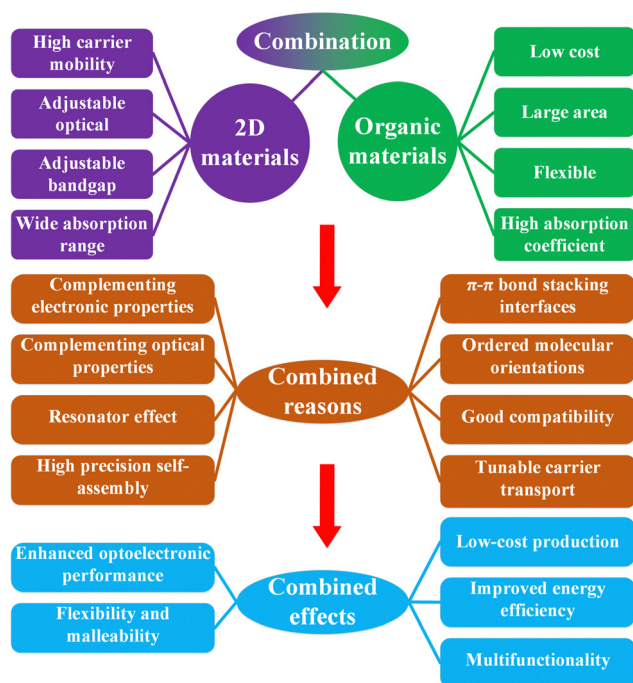 Combination
2D
materials
Organic
materials
High carrier
mobility
Adjustable
optical
Adjustable
bandgap
Wide absorption
range
Low cost
Large area
Flexible
High absorption
coefficient
Combined
reasons
Complementing
electronic properties
Complementing optical
properties
Resonator effect
High precision self-
assembly
π-π bond stacking
interfaces
Ordered molecular
orientations
Good compatibility
Tunable carrier
transport
Combined
effects
Enhanced optoelectronic
performance
Flexibility and
malleability
Low-cost production
Improved energy
efficiency
Multifunctionality